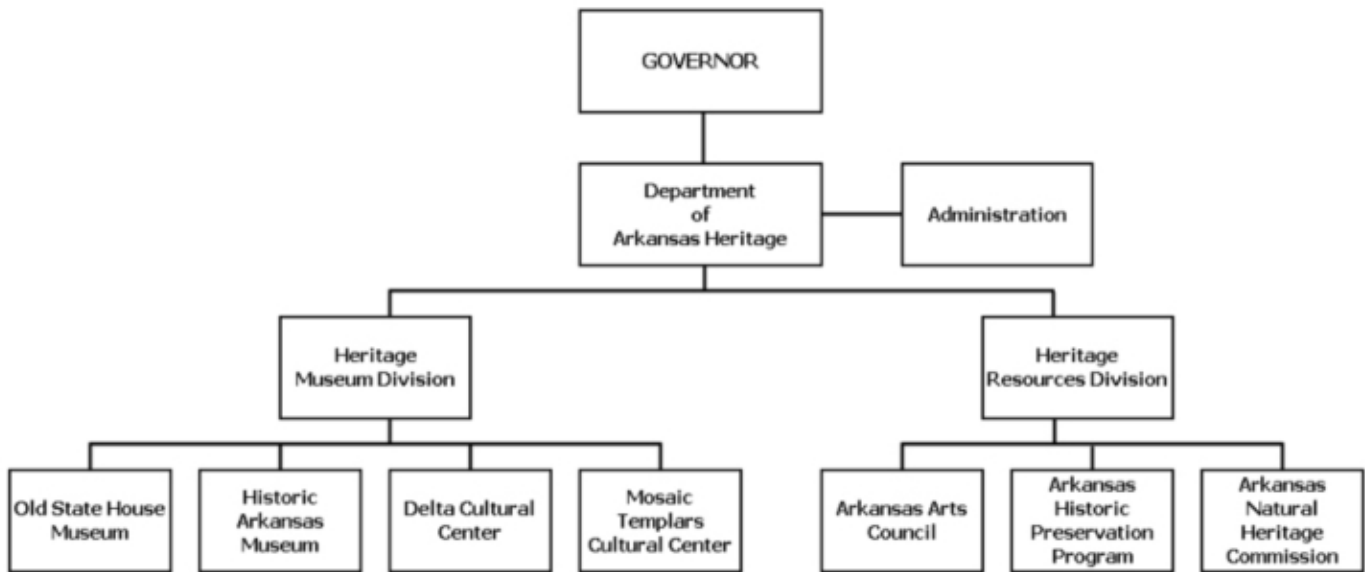 GOVERNOR
Department
of
Arkansas Heritage
Administration
Heritage
Museum Division
Heritage
Resources Division
Old State House
Museum
Historic
Arkansas
Museum
Delta Cultural
Center
Mosaic
Templars
Cultural Center
Arkansas Arts
Council
Arkansas
Historic
Preservation
Program
Arkansas
Natural
Heritage
Commission